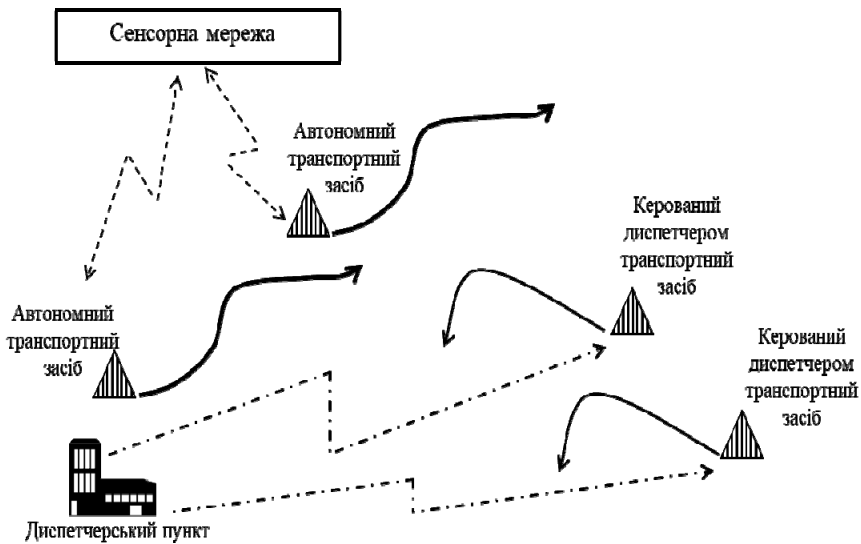 Сенсорна мережа
Автономний
транспортний
засіб
Керований
диспетчером
транспортний
засіб
Автономний
транспортний
засіб
Керований
диспетчером
транспортний
засіб
Диспетчерський пункт